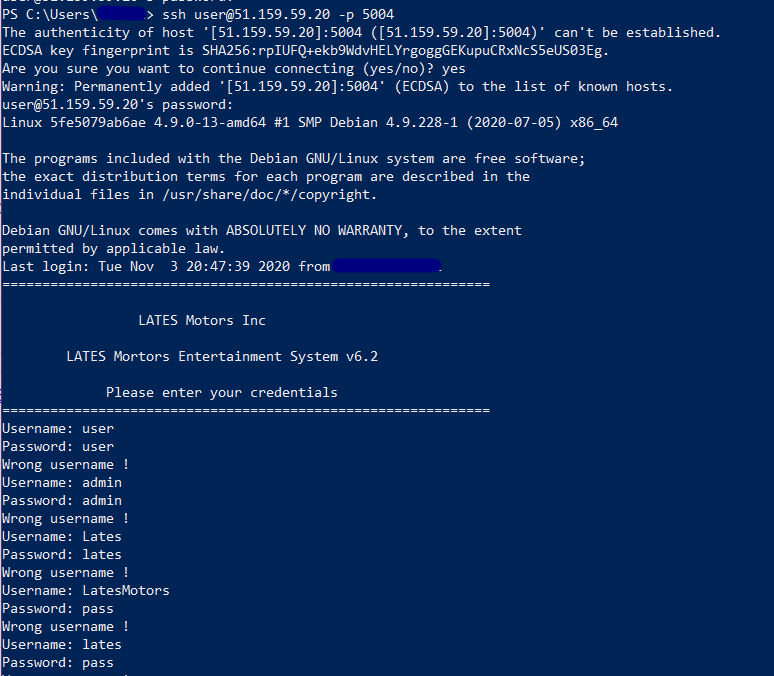 PS C:\Users\ > ssh user@51.159.59.20 -p 5004
The authenticity of host '[51.159.59.20]:5004 ([51.159.59.20]:5004)' can't be established.
ECDSA key fingerprint is SHA256:rpIUFQ+ekb9WdvHELYrgoggGEKupuCRxNcS5eUS03Eg.
Are you sure you want to continue connecting (yes/no)? yes
Warning: Permanently added '[51.159.59.20]:5004' (ECDSA) to the list of known hosts.
user@51.159.59.20's password:
Linux 5fe5079ab6ae 4.9.0-13-amd64 #1 SMP Debian 4.9.228-1 (2020-07-05) x86_64
The programs included with the Debian GNU/Linux system are free software;
the exact distribution terms for each program are described in the
individual files in /usr/share/doc/*/copyright.
Debian GNU/Linux comes with ABSOLUTELY NO WARRANTY, to the extent
permitted by applicable law.
Last login: Tue Nov  3 20:47:39 2020 from
=============================================================
LATES Motors Inc
LATES Mortors Entertainment System v6.2
Please enter your credentials
=============================================================
Username: user
Password: user
Wrong username !
Username: admin
Password: admin
Wrong username !
Username: Lates
Password: lates
Wrong username !
Username: LatesMotors
Password: pass
Wrong username !
Username: lates
Password: pass